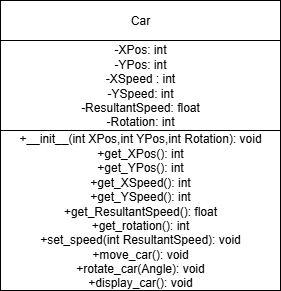 Car
-XPos: int
-YPos: int
-XSpeed : int
-YSpeed: int
-ResultantSpeed: float
-Rotation: int
+__init__(int XPos,int YPos,int Rotation): void
+get_XPos(): int
+get_YPos(): int
+get_XSpeed(): int
+get_YSpeed(): int
+get_ResultantSpeed(): float
+get_rotation(): int
+set_speed(int ResultantSpeed): void
+move_car(): void
+rotate_car(Angle): void
+display_car(): void